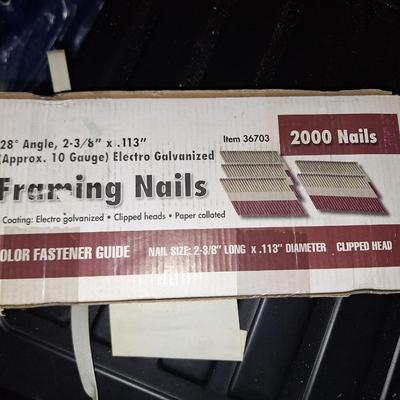 28° Angle, 2-3/8" x .113"
(Approx. 10 Gauge) Electro Galvanized
Item 36703
2000 Nails
Framing Nails
Coating: Electro galvanized • Clipped heads • Paper collated
OLOR FASTENER GUIDE
NAIL SIZE: 2-3/8" LONG x .113" DIAMETER CLIPPED HEAD